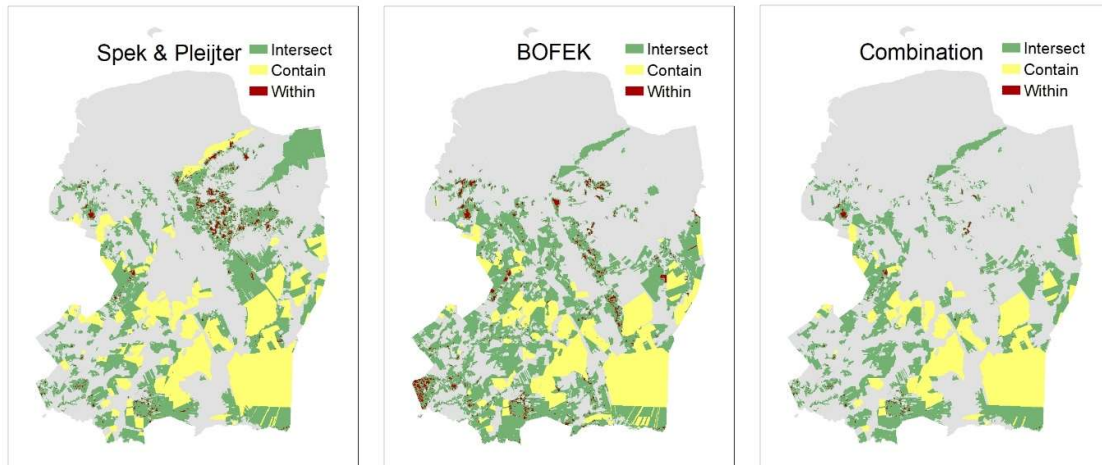 Spek & Pleijter
Intersect
Contain
Within
BOFEK
Intersect
Contain
Within
Combination
Intersect
Contain
Within